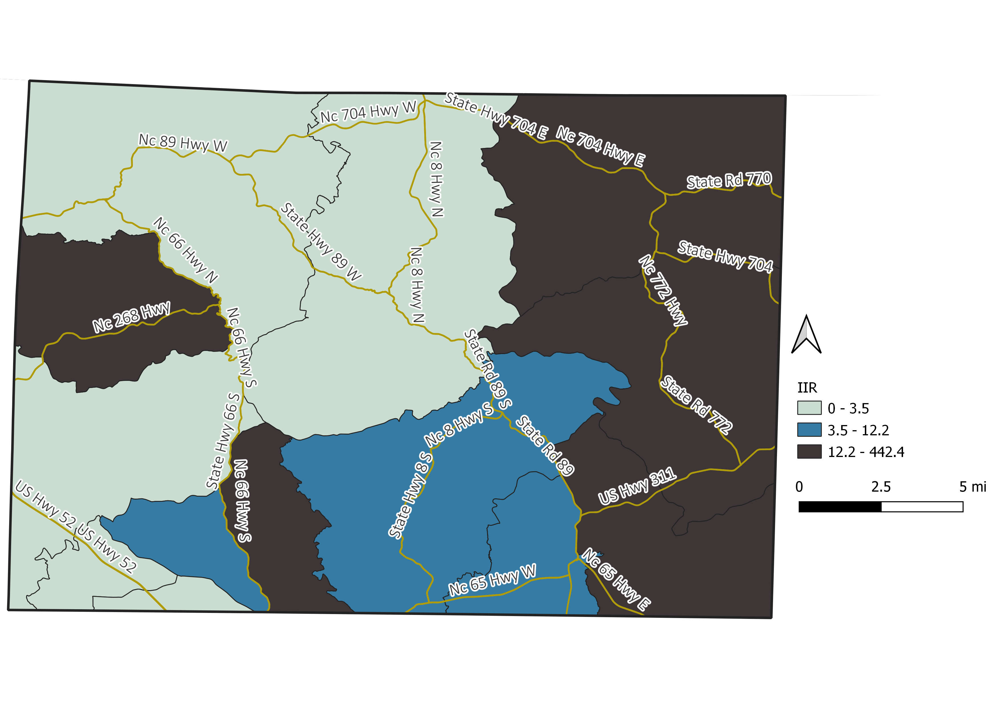 State Hwy 704 E
Nc 704 Hwy W
Nc 704 Hwy E
Nc 89 Hwy W
Nc 8 Hwy N
State Rd 770
State Hwy 89 W
Nc 66 Hwy N
State Hwy 704
Nc 8 Hwy N
Nc 772 Hwy
Nc 268 Hwy
Nc 66 Hwy S
State Rd 89 S
State Rd 772
IIR
0 - 3.5
3.5 - 12.2
12.2 - 442.4
State Hwy 66 S
Nc 8 Hwy S
State Rd 89
State Hwy 8 S
Nc 66 Hwy S
US Hwy 311
0 2.5 5 mi
US Hwy 52
US Hwy 52
Nc 65 Hwy W
Nc 65 Hwy E